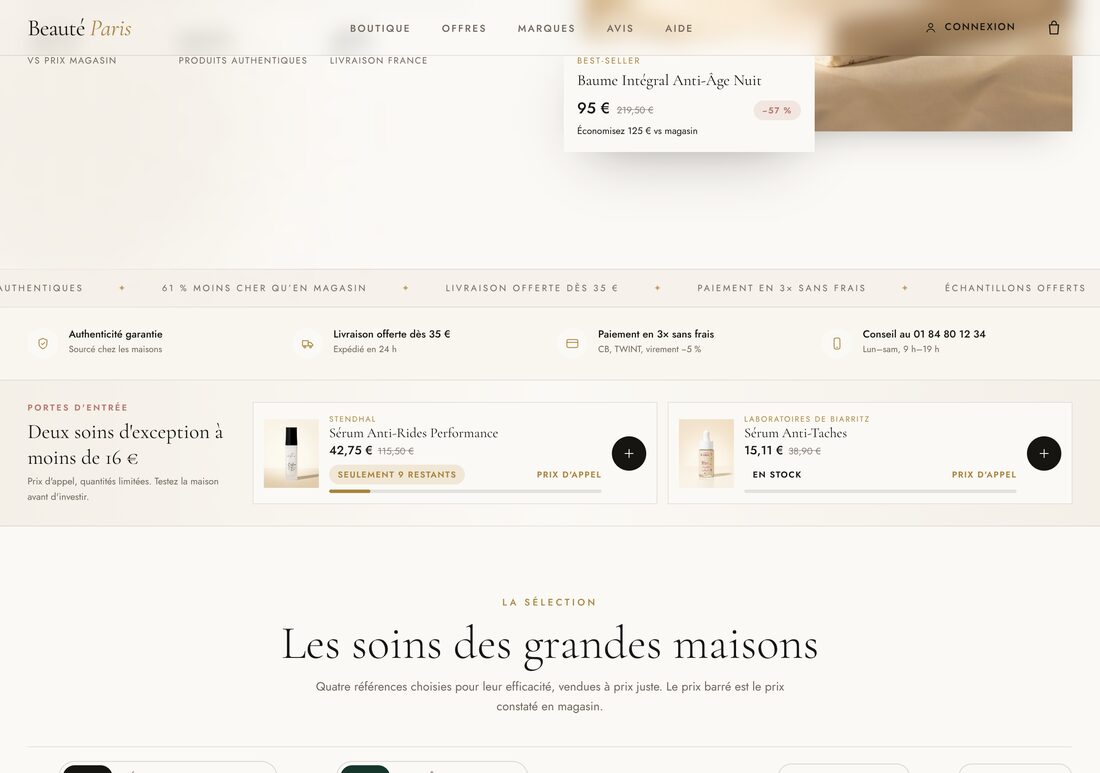 Beauté Paris
BOUTIQUE OFFRES MARQUES AVIS AIDE
CONNEXION
VS PRIX MAGASIN
PRODUITS AUTHENTIQUES
LIVRAISON FRANCE
BEST-SELLER
Baume Intégral Anti-Âge Nuit
95 € 219,50 €
−57 %
Économisez 125 € vs magasin
AUTHENTIQUES ✦ 61 % MOINS CHER QU'EN MAGASIN ✦ LIVRAISON OFFERTE DÈS 35 € ✦ PAIEMENT EN 3× SANS FRAIS ✦ ÉCHANTILLONS OFFERTS
Authenticité garantie
Sourcé chez les maisons
Livraison offerte dès 35 €
Expédié en 24 h
Paiement en 3× sans frais
CB, TWINT, virement −5 %
Conseil au 01 84 80 12 34
Lun–sam, 9 h–19 h
PORTES D'ENTRÉE
Deux soins d'exception à
moins de 16 €
Prix d'appel, quantités limitées. Testez la maison
avant d'investir.
STENDHAL
Sérum Anti-Rides Performance
42,75 € 115,50 €
SEULEMENT 9 RESTANTS
PRIX D'APPEL
LABORATOIRES DE BIARRITZ
Sérum Anti-Taches
15,11 € 38,90 €
EN STOCK
PRIX D'APPEL
LA SÉLECTION
Les soins des grandes maisons
Quatre références choisies pour leur efficacité, vendues à prix juste. Le prix barré est le prix
constaté en magasin.